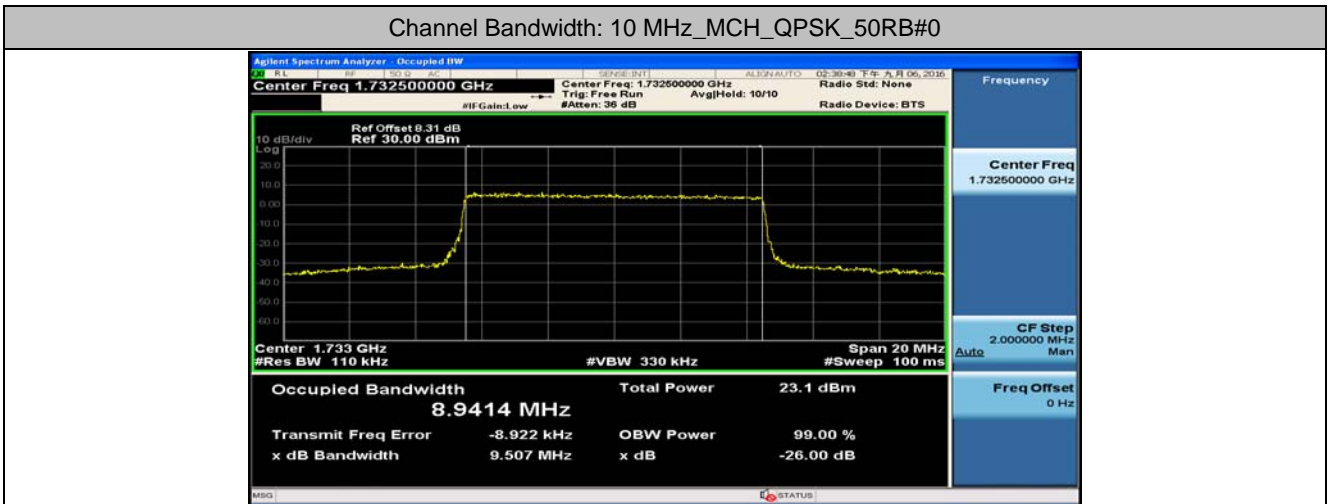 Channel Bandwidth: 10 MHz_MCH_QPSK_50RB#0
Agilent Spectrum Analyzer - Occupied BW
RL RF 50 Ω AC SENSE:INT ALIGN AUTO 02:38:48 下午 九月 06, 2016
Center Freq 1.732500000 GHz
Center Freq: 1.732500000 GHz
Radio Std: None
Trig: Free Run
Avg|Hold: 10/10
#IFGain:Low
#Atten: 36 dB
Radio Device: BTS
Ref Offset 8.31 dB
10 dB/div
Ref 30.00 dBm
Log
20.0
10.0
0.00
-10.0
-20.0
-30.0
-40.0
-50.0
-60.0
Center 1.733 GHz
Span 20 MHz
#Res BW 110 kHz
#VBW 330 kHz
#Sweep 100 ms
Occupied Bandwidth
Total Power
23.1 dBm
8.9414 MHz
Transmit Freq Error
-8.922 kHz
OBW Power
99.00 %
x dB Bandwidth
9.507 MHz
x dB
-26.00 dB
MSG
STATUS
Frequency
Center Freq
1.732500000 GHz
CF Step
2.000000 MHz
Auto Man
Freq Offset
0 Hz